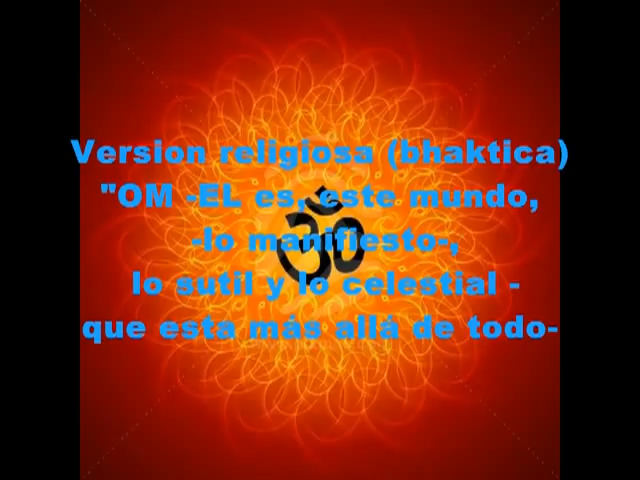 Version religiosa (bhaktica)
"OM -EL es, este mundo,
-lo manifiesto-,
lo sutil y lo celestial -
que esta más allá de todo-
ॐ